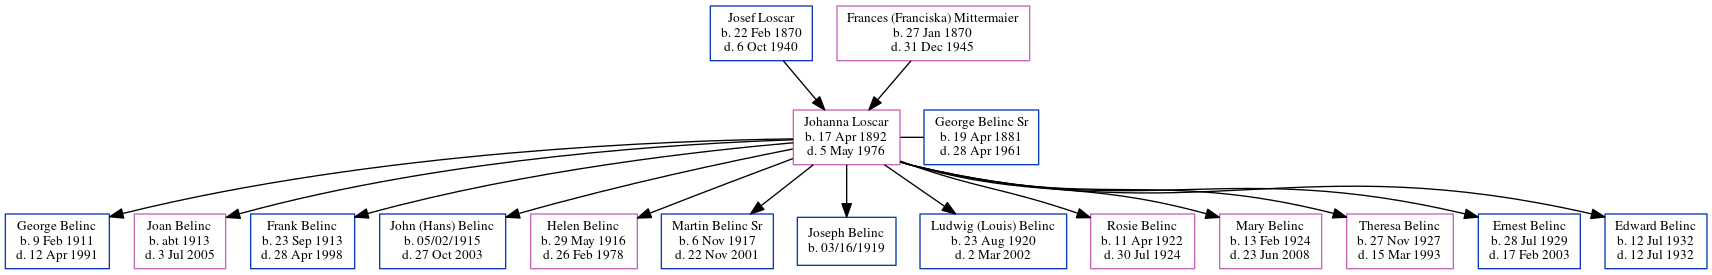 Josef Loscar
b. 22 Feb 1870
d. 6 Oct 1940
Frances (Franciska) Mittermaier
b. 27 Jan 1870
d. 31 Dec 1945
Johanna Loscar
b. 17 Apr 1892
d. 5 May 1976
George Belinc Sr
b. 19 Apr 1881
d. 28 Apr 1961
George Belinc
b. 9 Feb 1911
d. 12 Apr 1991
Joan Belinc
b. abt 1913
d. 3 Jul 2005
Frank Belinc
b. 23 Sep 1913
d. 28 Apr 1998
John (Hans) Belinc
b. 05/02/1915
d. 27 Oct 2003
Helen Belinc
b. 29 May 1916
d. 26 Feb 1978
Martin Belinc Sr
b. 6 Nov 1917
d. 22 Nov 2001
Joseph Belinc
b. 03/16/1919
Ludwig (Louis) Belinc
b. 23 Aug 1920
d. 2 Mar 2002
Rosie Belinc
b. 11 Apr 1922
d. 30 Jul 1924
Mary Belinc
b. 13 Feb 1924
d. 23 Jun 2008
Theresa Belinc
b. 27 Nov 1927
d. 15 Mar 1993
Ernest Belinc
b. 28 Jul 1929
d. 17 Feb 2003
Edward Belinc
b. 12 Jul 1932
d. 12 Jul 1932